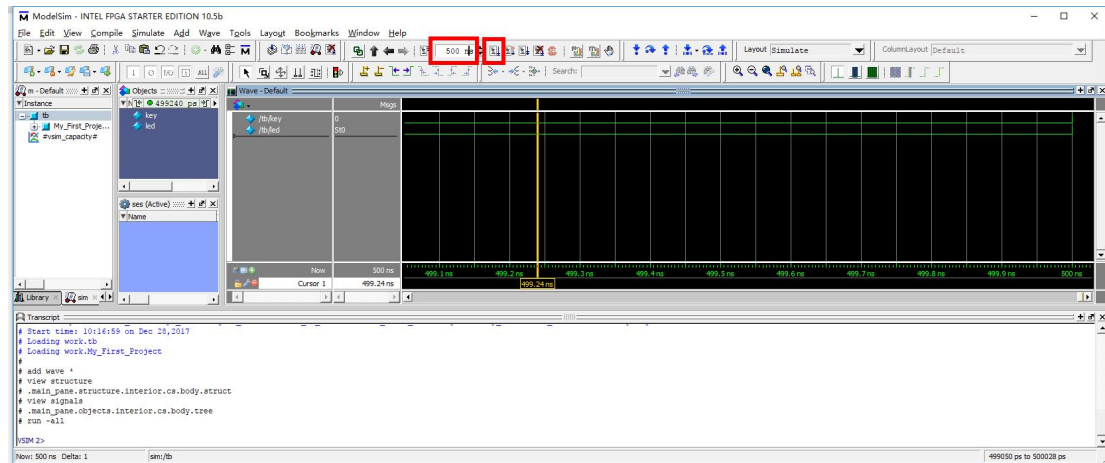 ModelSim - INTEL FPGA STARTER EDITION 10.5b
File Edit View Compile Simulate Add Wave Tools Layout Bookmarks Window Help
500 ns
Layout Simulate
ColumnLayout Default
Search:
m - Default
Objects
Wave - Default
Instance
499240 ps
Msgs
tb
key
/tb/key
0
My_First_Proje...
led
/tb/led
St0
#vsim_capacity#
ses (Active)
Name
Now
500 ns
499.1 ns
499.2 ns
499.3 ns
499.4 ns
499.5 ns
499.6 ns
499.7 ns
499.8 ns
499.9 ns
500 ns
Cursor 1
499.24 ns
499.24 ns
Library
sim
Transcript
# Start time: 10:16:59 on Dec 28,2017
# Loading work.tb
# Loading work.My_First_Project
#
# add wave *
# view structure
# .main_pane.structure.interior.cs.body.struct
# view signals
# .main_pane.objects.interior.cs.body.tree
# run -all
VSIM 2>
Now: 500 ns Delta: 1
sim:/tb
499050 ps to 500028 ps